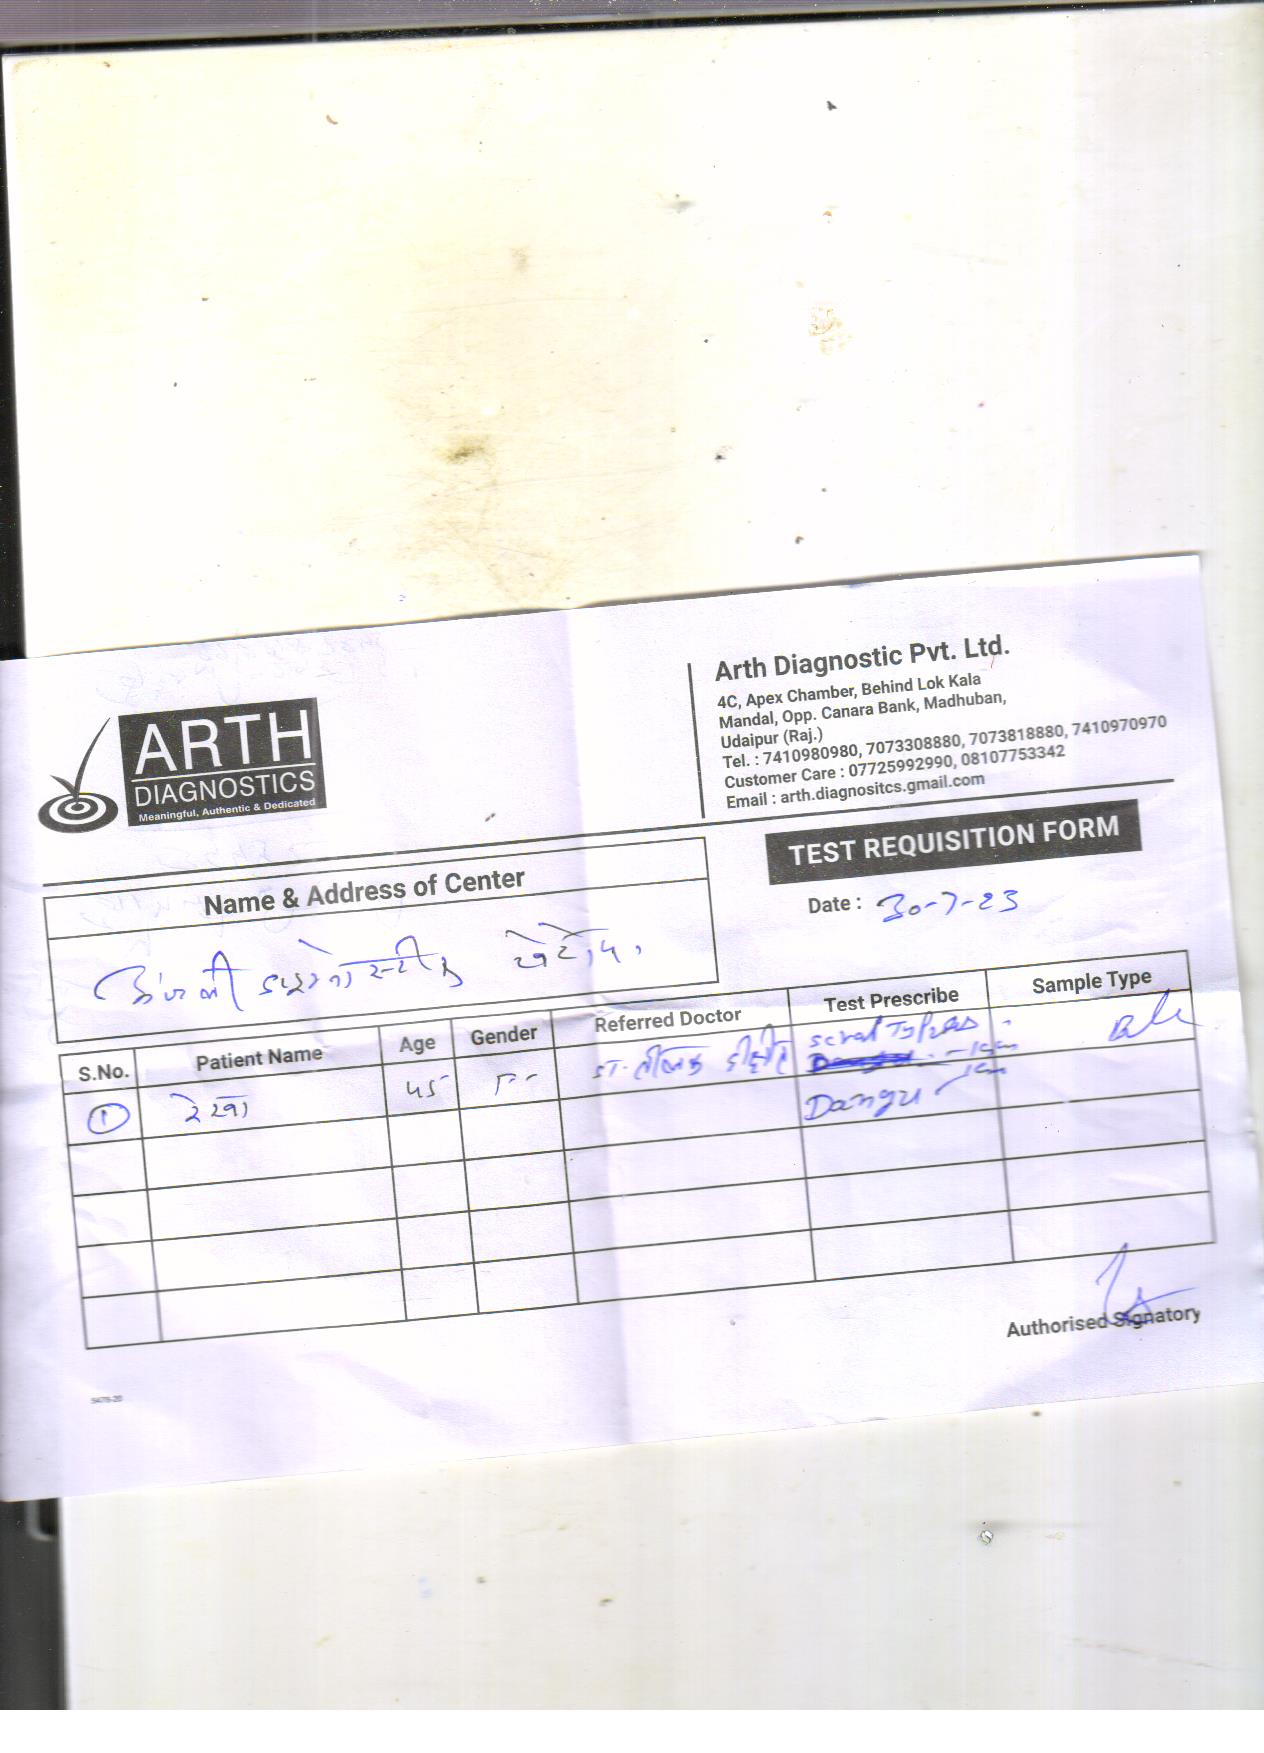 ARTH
DIAGNOSTICS
Meaningful, Authentic & Dedicated
Arth Diagnostic Pvt. Ltd.
4C, Apex Chamber, Behind Lok Kala
Mandal, Opp. Canara Bank, Madhuban,
Udaipur (Raj.)
Tel. : 7410980980, 7073308880, 7073818880, 7410970970
Customer Care : 07725992990, 08107753342
Email : arth.diagnositcs.gmail.com
TEST REQUISITION FORM
Date : 30-7-23
Name & Address of Center
S.No. Patient Name Age Gender Referred Doctor Test Prescribe Sample Type
1 रेखा 45
Dangu
Authorised Signatory
5478-20